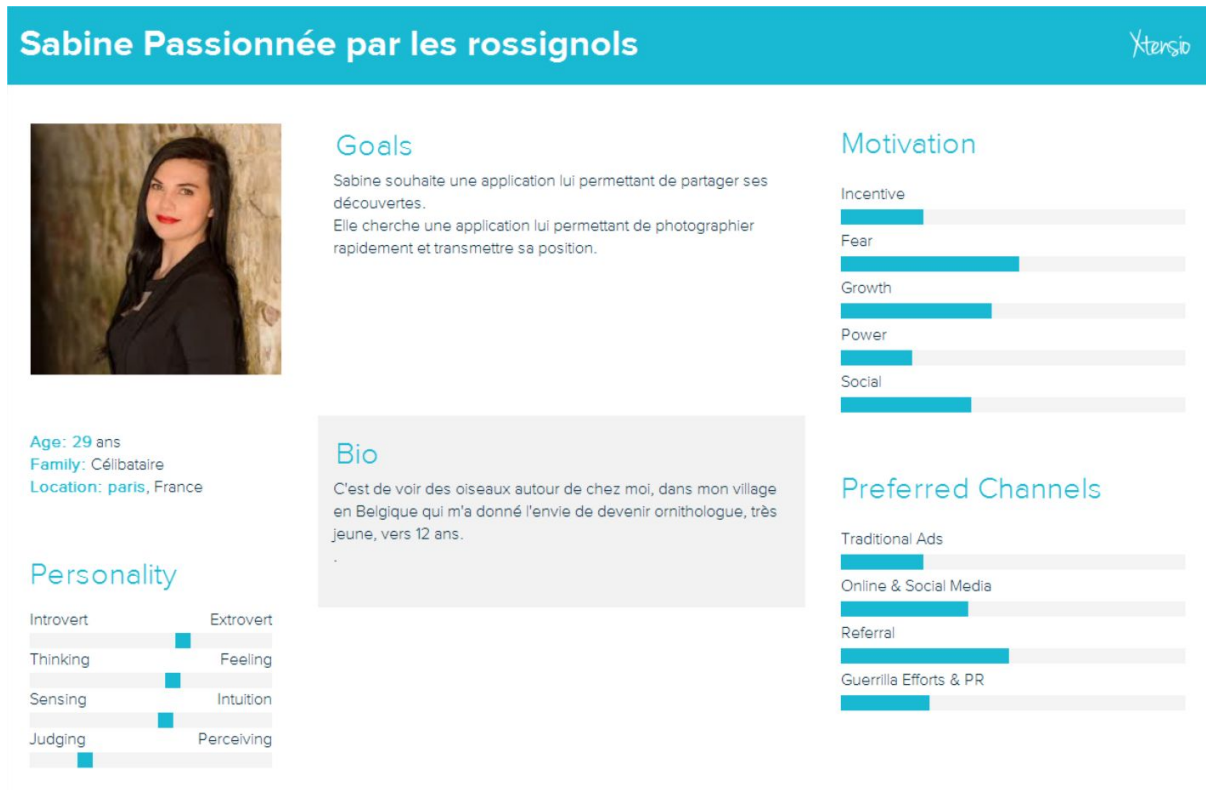 Sabine Passionnée par les rossignols
Xtensio
Goals
Sabine souhaite une application lui permettant de partager ses
découvertes.
Elle cherche une application lui permettant de photographier
rapidement et transmettre sa position.
Motivation
Incentive
Fear
Growth
Power
Social
Age: 29 ans
Family: Célibataire
Location: paris, France
Bio
C'est de voir des oiseaux autour de chez moi, dans mon village
en Belgique qui m'a donné l'envie de devenir ornithologue, très
jeune, vers 12 ans.
.
Preferred Channels
Traditional Ads
Online & Social Media
Referral
Guerrilla Efforts & PR
Personality
Introvert Extrovert
Thinking Feeling
Sensing Intuition
Judging Perceiving